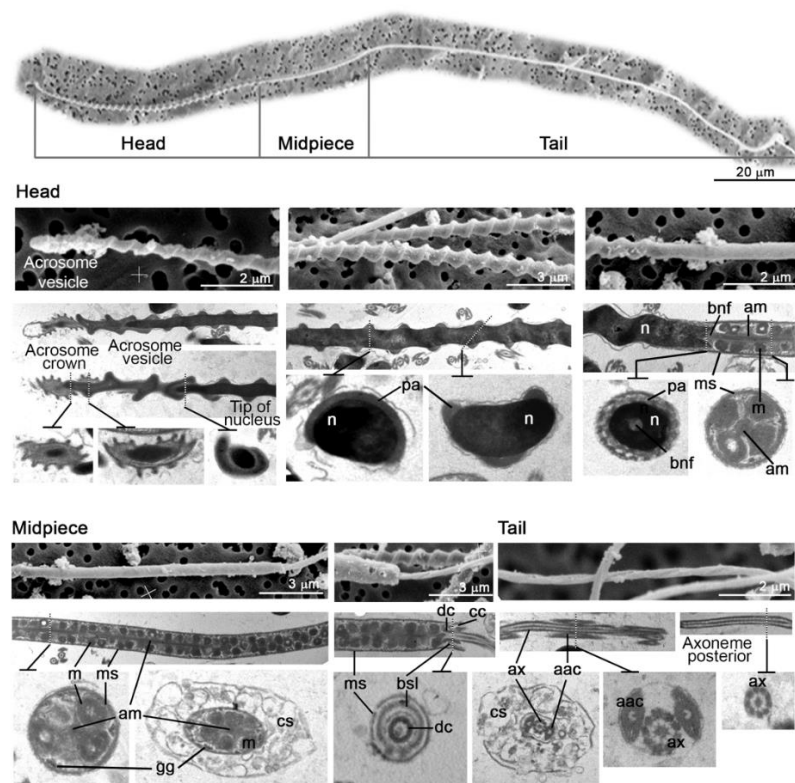 Head Midpiece Tail
20 μm
Head
Acrosome
vesicle
2 μm
3 μm
2 μm
Acrosome
crown
Acrosome
vesicle
Tip of
nucleus
pa
n
n
n
bnf
am
ms
pa
m
n
bnf
am
Midpiece
Tail
3 μm
3 μm
2 μm
m
ms
am
gg
m
cs
dc
cc
ms
bsl
dc
ax
aac
cs
aac
ax
Axoneme
posterior
ax